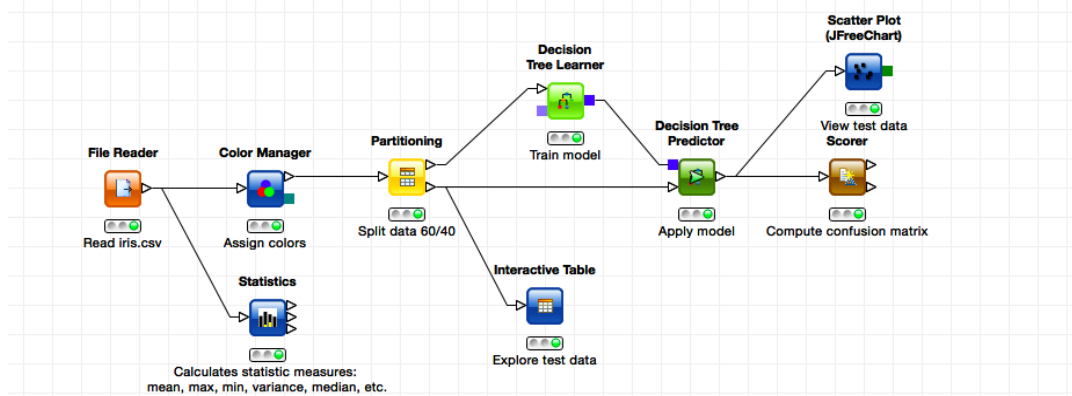 Scatter Plot
(JFreeChart)
View test data
Decision
Tree Learner
Train model
Decision Tree
Predictor
Apply model
Scorer
Compute confusion matrix
Partitioning
Split data 60/40
File Reader
Read iris.csv
Color Manager
Assign colors
Interactive Table
Explore test data
Statistics
Calculates statistic measures:
mean, max, min, variance, median, etc.